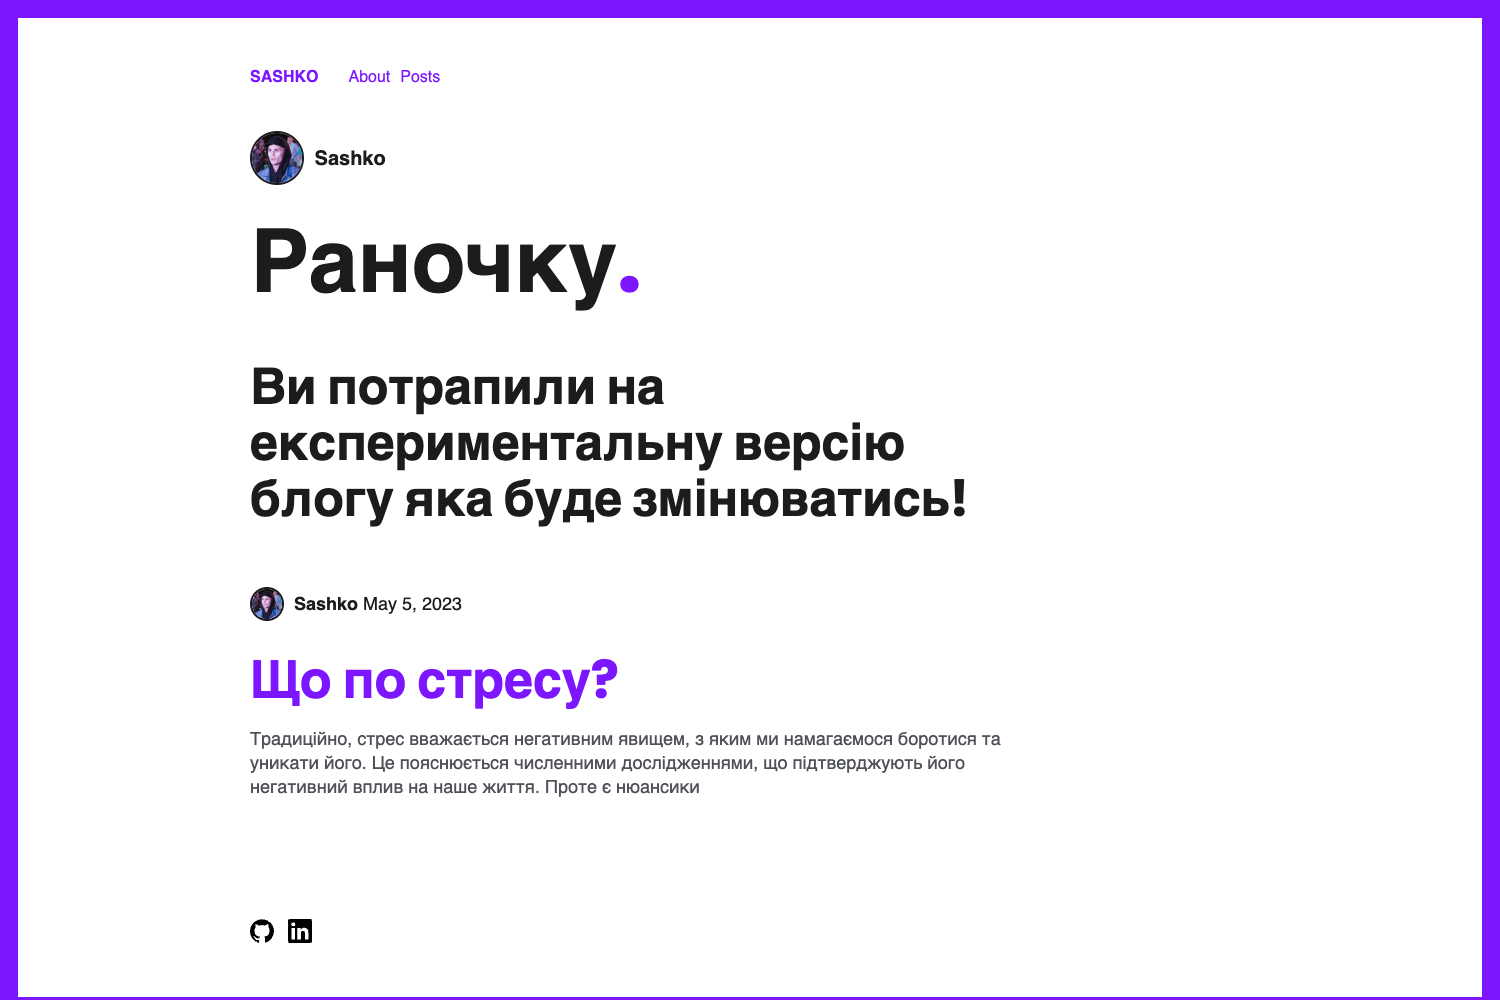 SASHKO About Posts
Sashko
Раночку.
Ви потрапили на
експериментальну версію
блогу яка буде змінюватись!
Sashko May 5, 2023
Що по стресу?
Традиційно, стрес вважається негативним явищем, з яким ми намагаємося боротися та
уникати його. Це пояснюється численними дослідженнями, що підтверджують його
негативний вплив на наше життя. Проте є нюансики
in